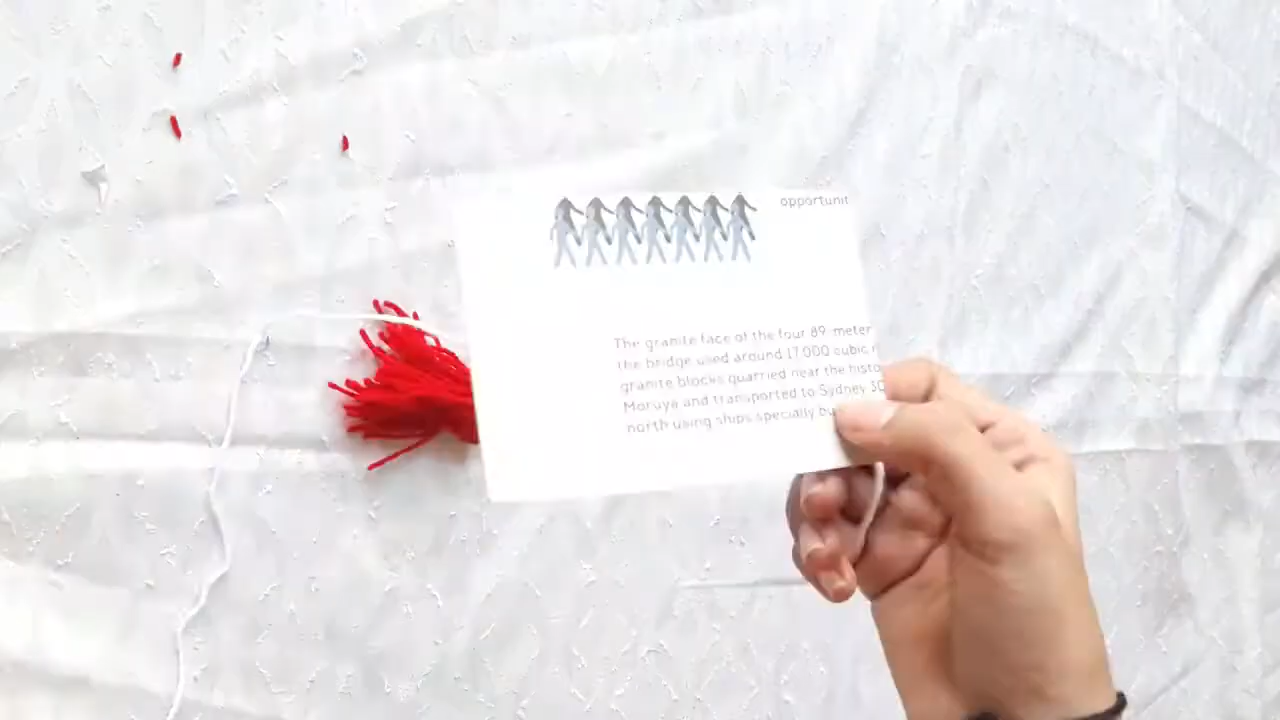 opportunit
The granite face of the four 89-meter
the bridge used around 17,000 cubic
granite blocks quarried near the histo
Moruya and transported to Sydney 30
north using ships specially bu